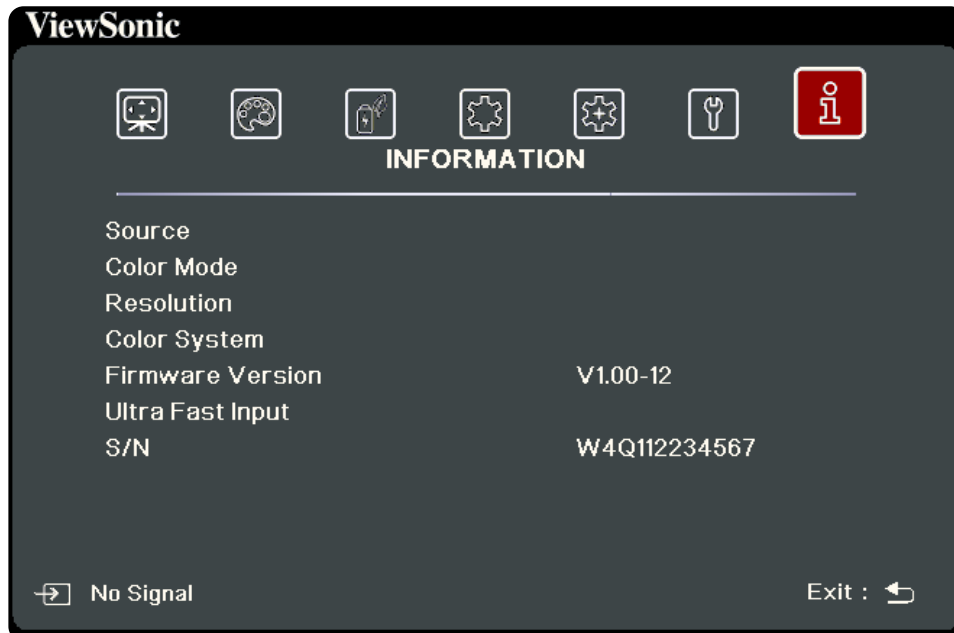 ViewSonic
INFORMATION
Source
Color Mode
Resolution
Color System
Firmware Version V1.00-12
Ultra Fast Input
S/N W4Q112234567
No Signal Exit :